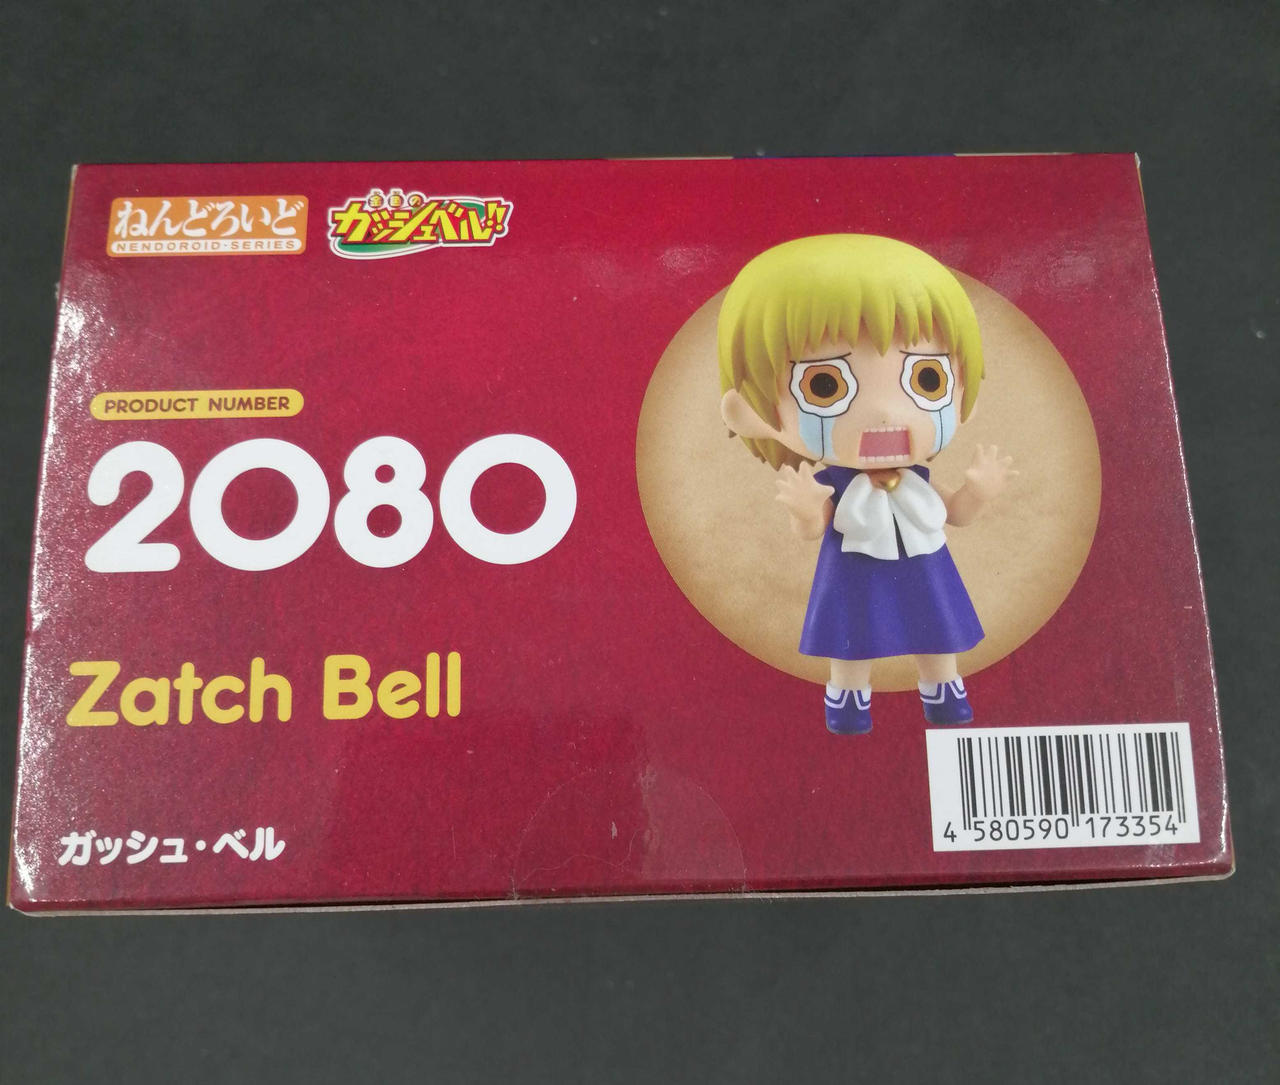 ねんどろいど
NENDOROID·SERIES
金色の
ガッシュベル!!
PRODUCT NUMBER
2080
Zatch Bell
ガッシュ・ベル
4 580590 173354